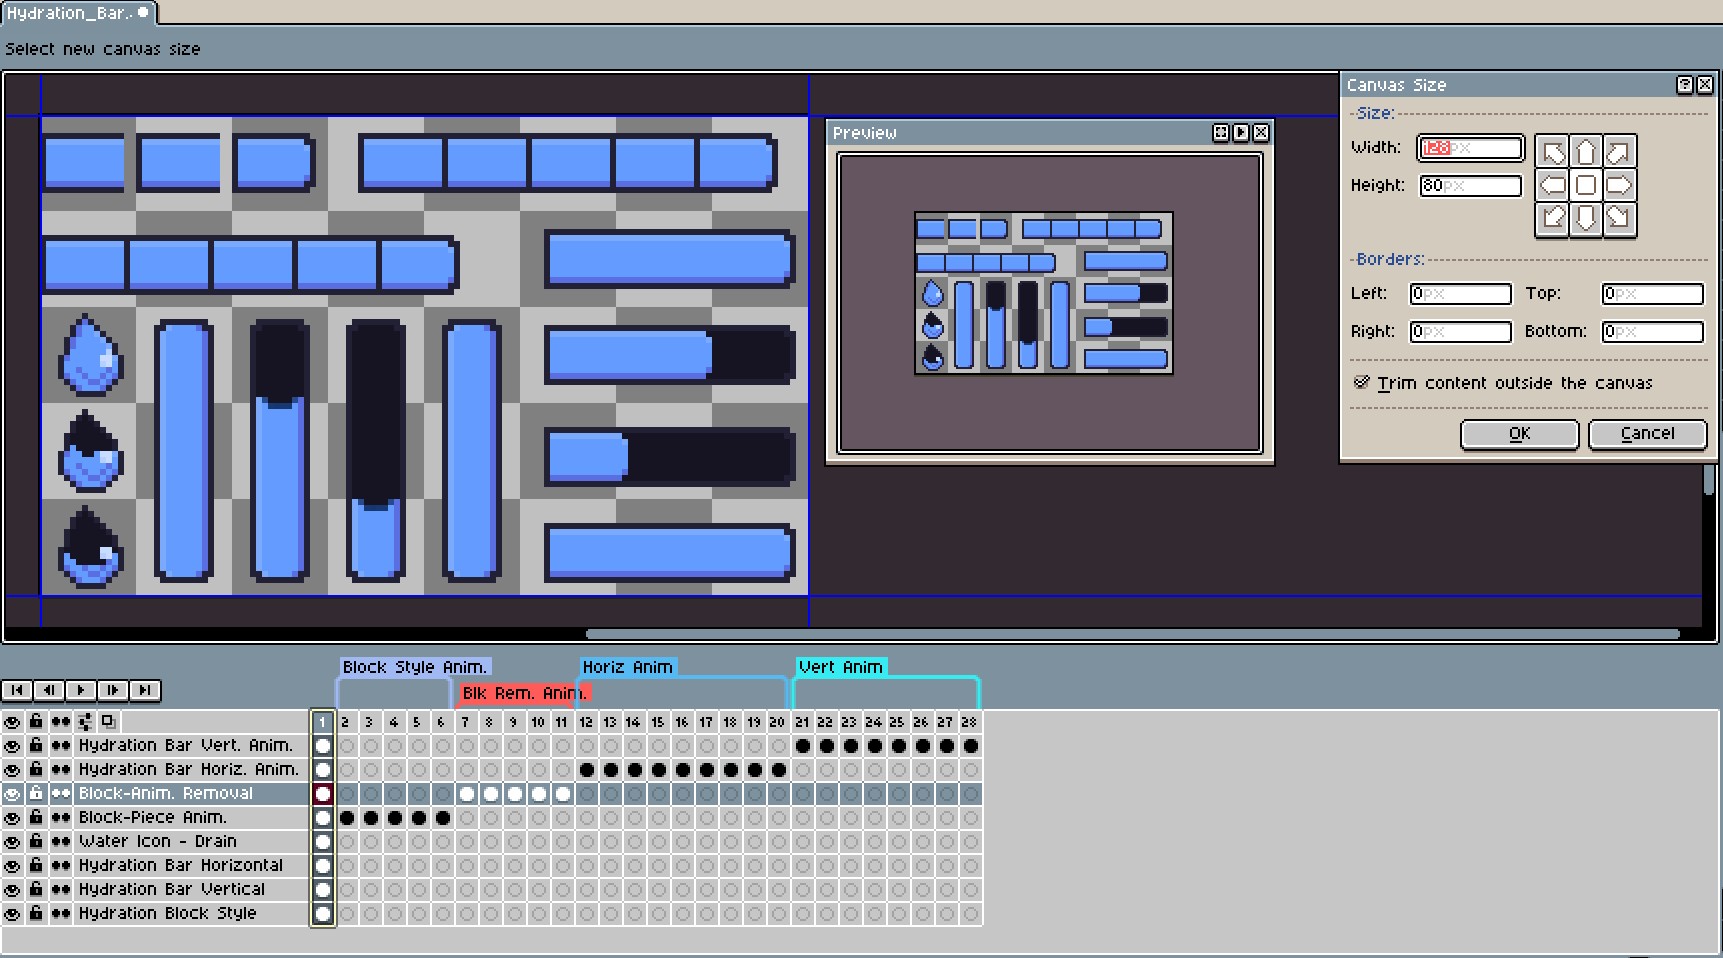 Hydration_Bar..
Select new canvas size
Canvas Size
Size:
Width: 128px
Height: 80px
Borders:
Left: 0px Top: 0px
Right: 0px Bottom: 0px
Trim content outside the canvas
OK Cancel
Preview
Block Style Anim. Horiz Anim Vert Anim
Blk Rem. Anim.
1 2 3 4 5 6 7 8 9 10 11 12 13 14 15 16 17 18 19 20 21 22 23 24 25 26 27 28
Hydration Bar Vert. Anim.
Hydration Bar Horiz. Anim.
Block-Anim. Removal
Block-Piece Anim.
Water Icon - Drain
Hydration Bar Horizontal
Hydration Bar Vertical
Hydration Block Style